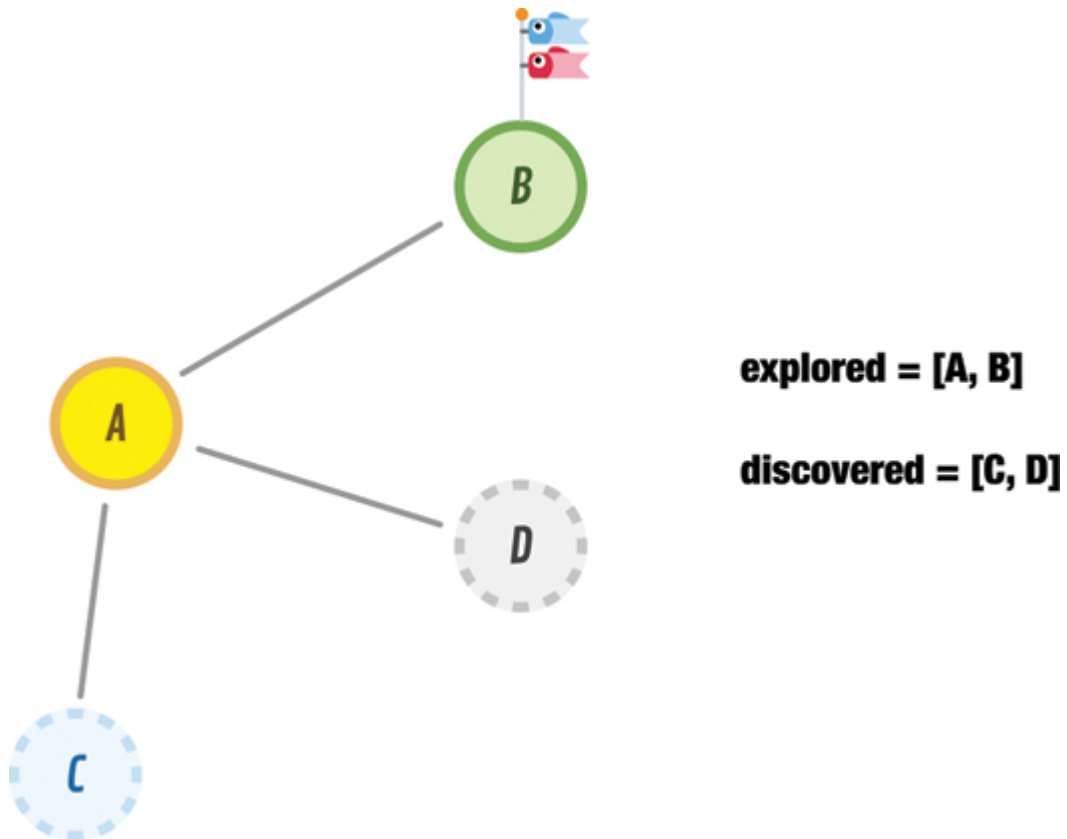 B
A
explored = [A, B]
discovered = [C, D]
D
C